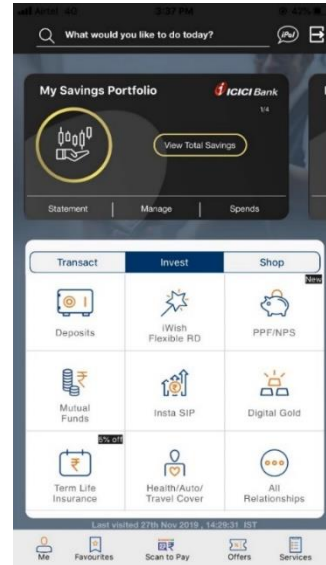 Airtel 4G 3:37 PM 42%
What would you like to do today?
iPal
My Savings Portfolio
ICICI Bank
1/4
View Total Savings
Statement Manage Spends
Transact Invest Shop
New
Deposits iWish PPF/NPS
Flexible RD
Mutual Insta SIP Digital Gold
Funds
5% off
Term Life Health/Auto/ All
Insurance Travel Cover Relationships
Last visited 27th Nov 2019 , 14:29:31 IST
Me Favourites Scan to Pay Offers Services